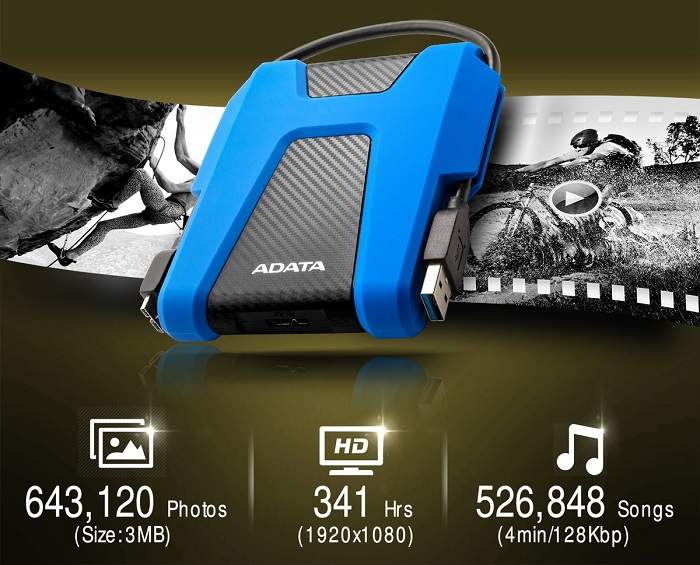 ADATA
HD
643,120 Photos
(Size:3MB)
341 Hrs
(1920x1080)
526,848 Songs
(4min/128Kbp)